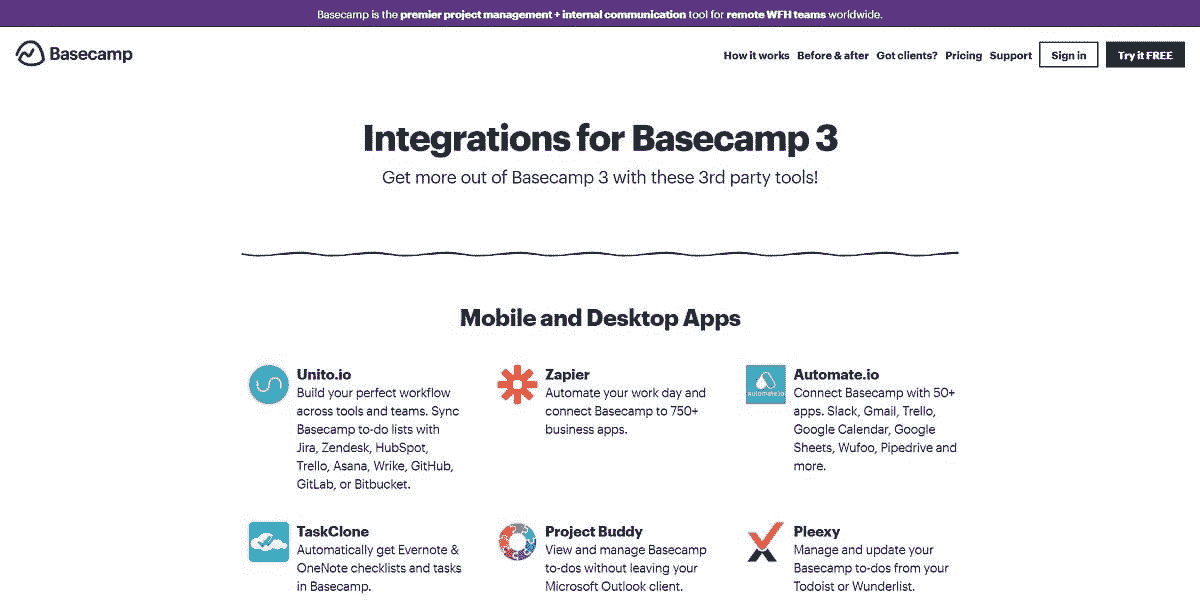 Basecamp is the premier project management + internal communication tool for remote WFH teams worldwide.
Basecamp
How it works Before & after Got clients? Pricing Support Sign in Try it FREE
Integrations for Basecamp 3
Get more out of Basecamp 3 with these 3rd party tools!
Mobile and Desktop Apps
Unito.io
Build your perfect workflow
across tools and teams. Sync
Basecamp to-do lists with
Jira, Zendesk, HubSpot,
Trello, Asana, Wrike, GitHub,
GitLab, or Bitbucket.
Zapier
Automate your work day and
connect Basecamp to 750+
business apps.
automate.io
Automate.io
Connect Basecamp with 50+
apps. Slack, Gmail, Trello,
Google Calendar, Google
Sheets, Wufoo, Pipedrive and
more.
TaskClone
Automatically get Evernote &
OneNote checklists and tasks
in Basecamp.
Project Buddy
View and manage Basecamp
to-dos without leaving your
Microsoft Outlook client.
Pleexy
Manage and update your
Basecamp to-dos from your
Todoist or Wunderlist.